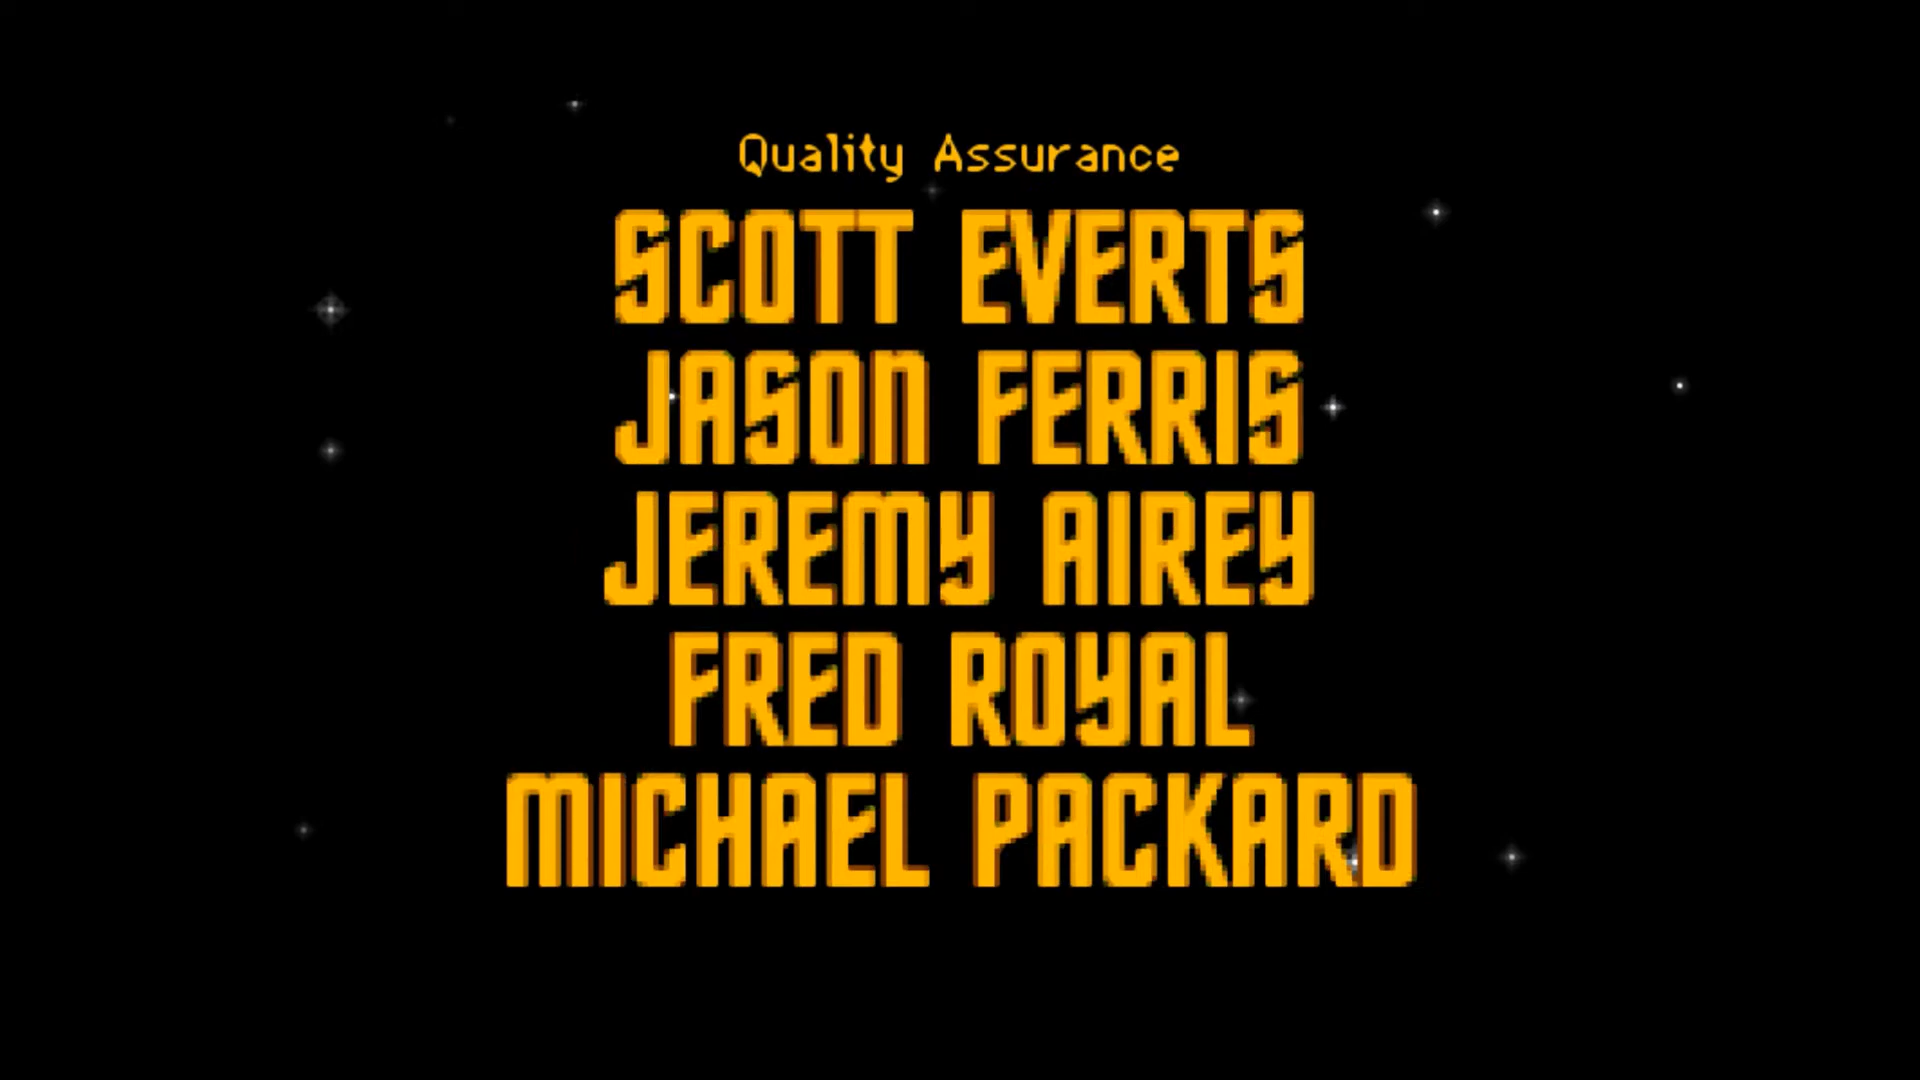 Quality Assurance
SCOTT EVERTS
JASON FERRIS
JEREMY AIREY
FRED ROYAL
MICHAEL PACKARD